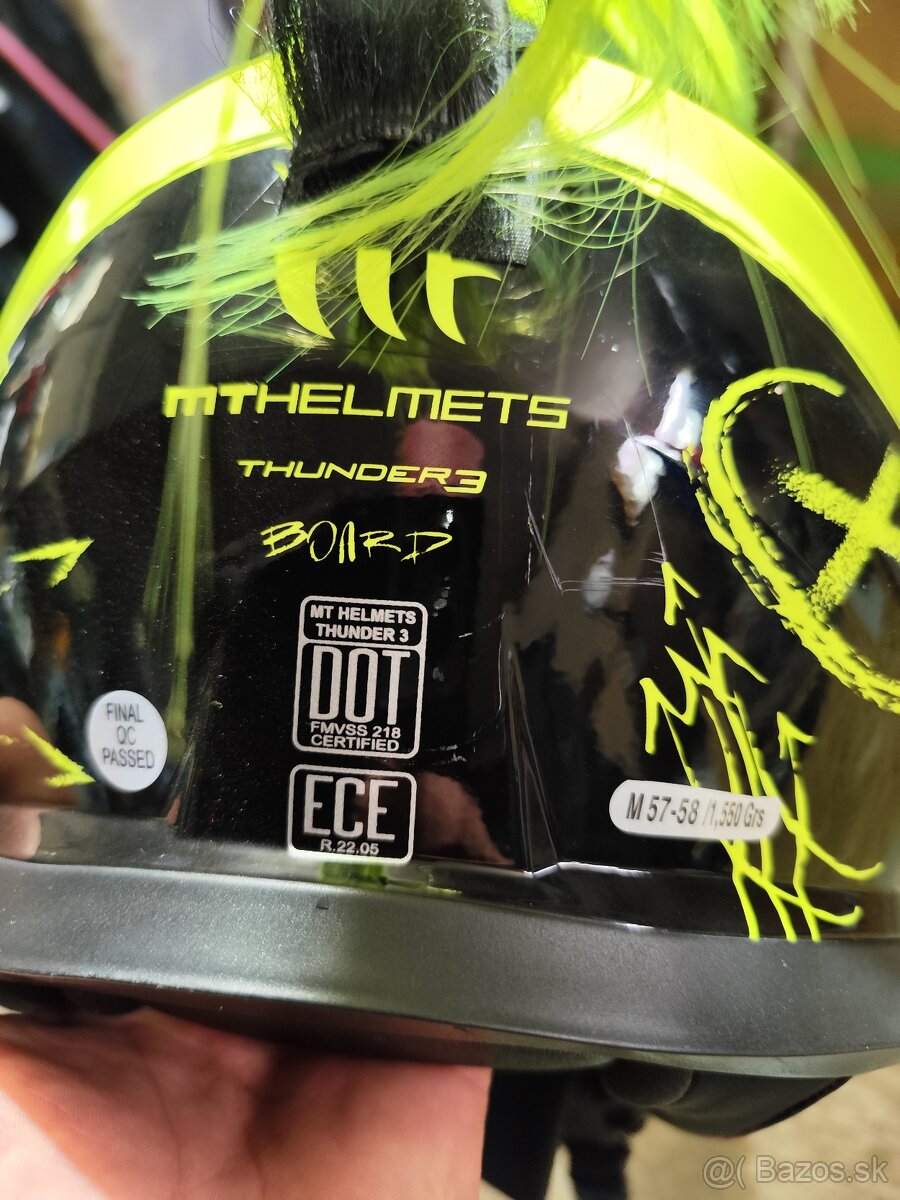 MTHELMETS
THUNDER3
BOARD
MT HELMETS
THUNDER 3
DOT
FMVSS 218
CERTIFIED
FINAL
QC
PASSED
ECE
R.22.05
M 57-58 /1,550 Grs
@( Bazos.sk